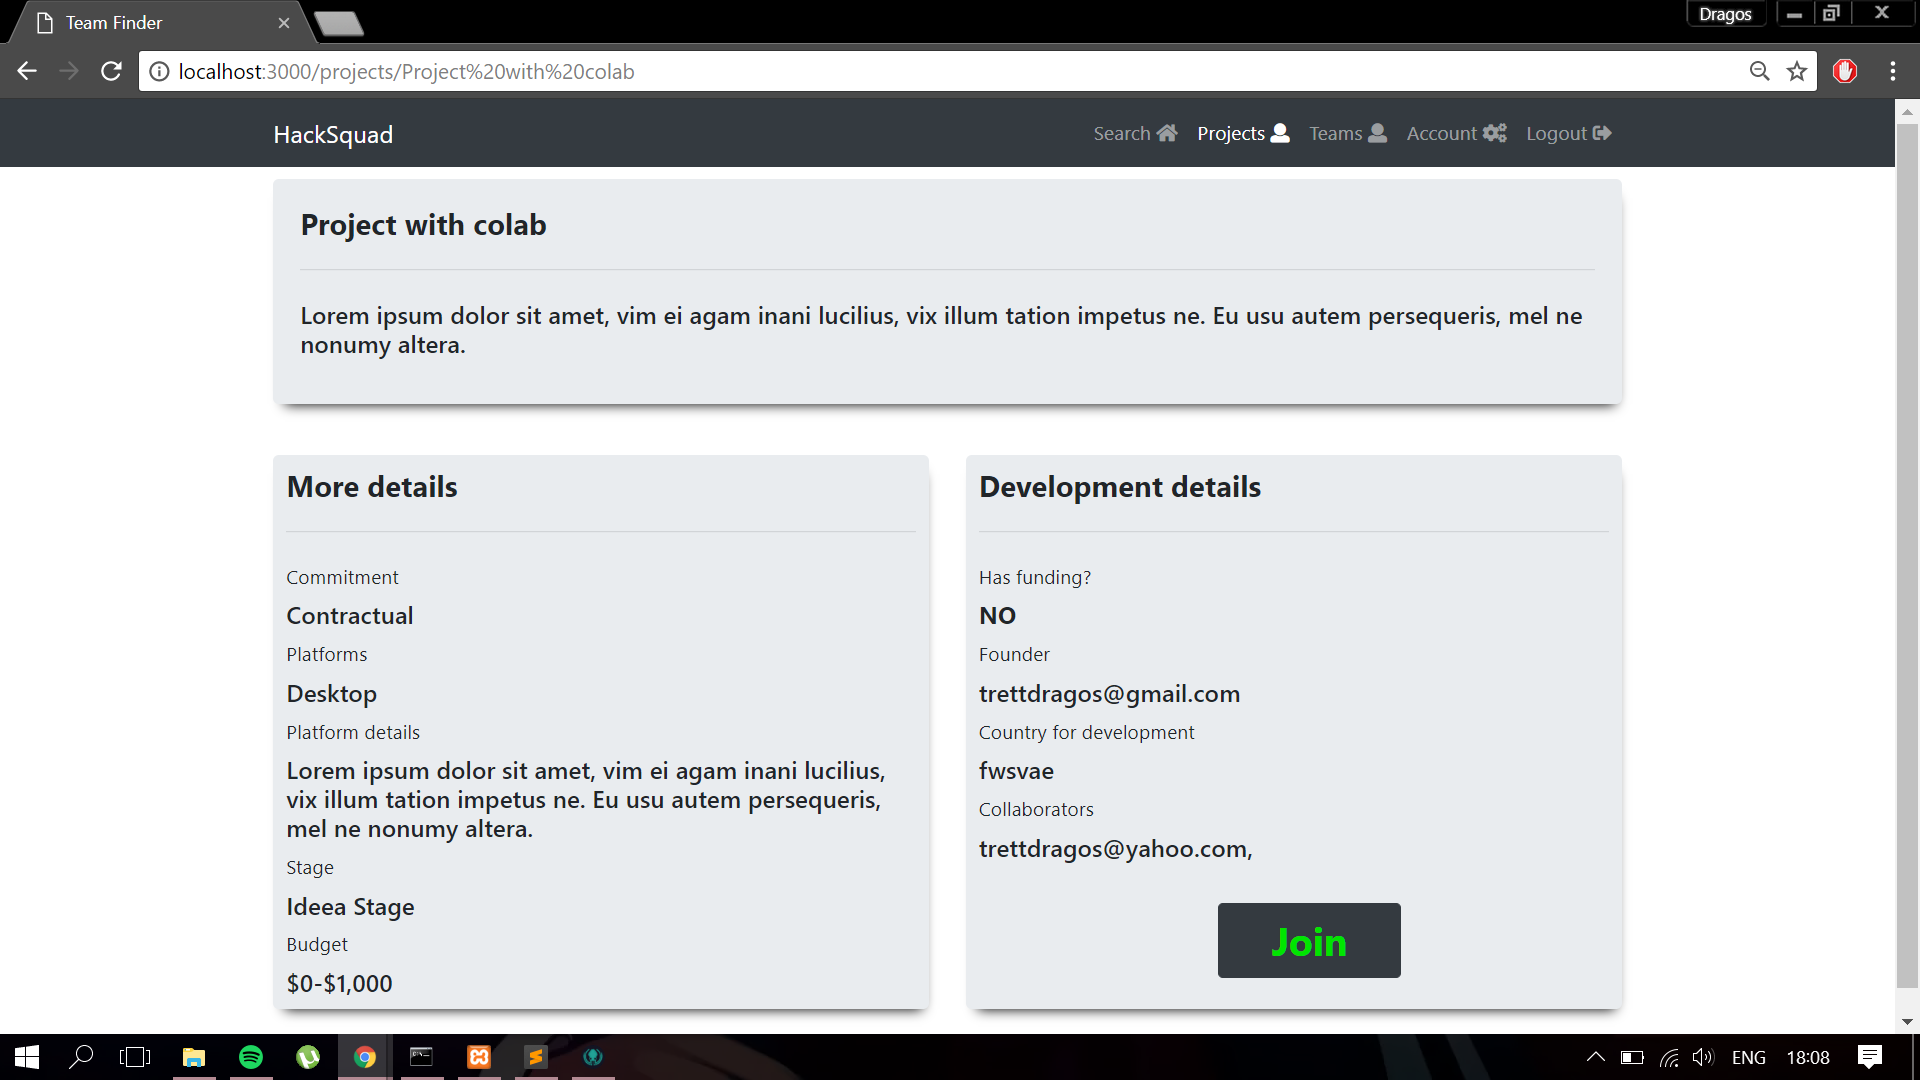 Team Finder
Dragos
localhost:3000/projects/Project%20with%20colab
HackSquad
Search
Projects
Teams
Account
Logout
Project with colab
Lorem ipsum dolor sit amet, vim ei agam inani lucilius, vix illum tation impetus ne. Eu usu autem persequeris, mel ne
nonumy altera.
More details
Commitment
Contractual
Platforms
Desktop
Platform details
Lorem ipsum dolor sit amet, vim ei agam inani lucilius,
vix illum tation impetus ne. Eu usu autem persequeris,
mel ne nonumy altera.
Stage
Ideea Stage
Budget
$0-$1,000
Development details
Has funding?
NO
Founder
trettdragos@gmail.com
Country for development
fwsvae
Collaborators
trettdragos@yahoo.com,
Join
ENG
18:08